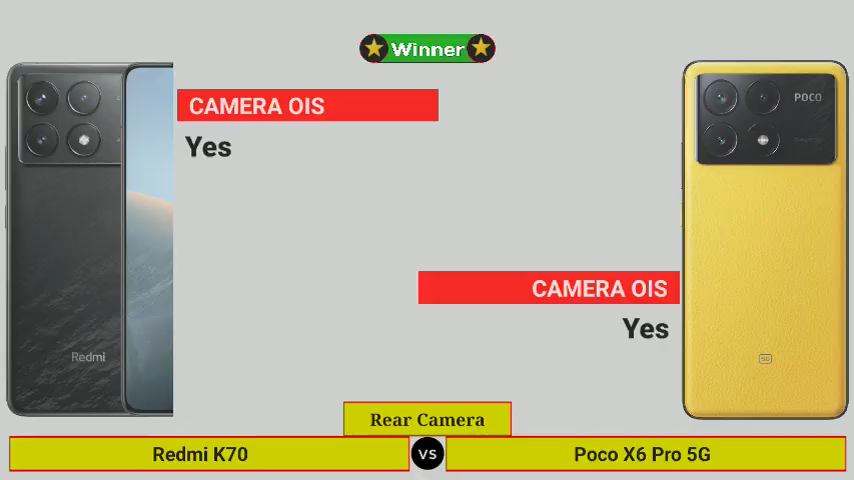 Winner
CAMERA OIS
Yes
POCO
CAMERA OIS
Yes
Redmi
5G
Rear Camera
Redmi K70
VS
Poco X6 Pro 5G